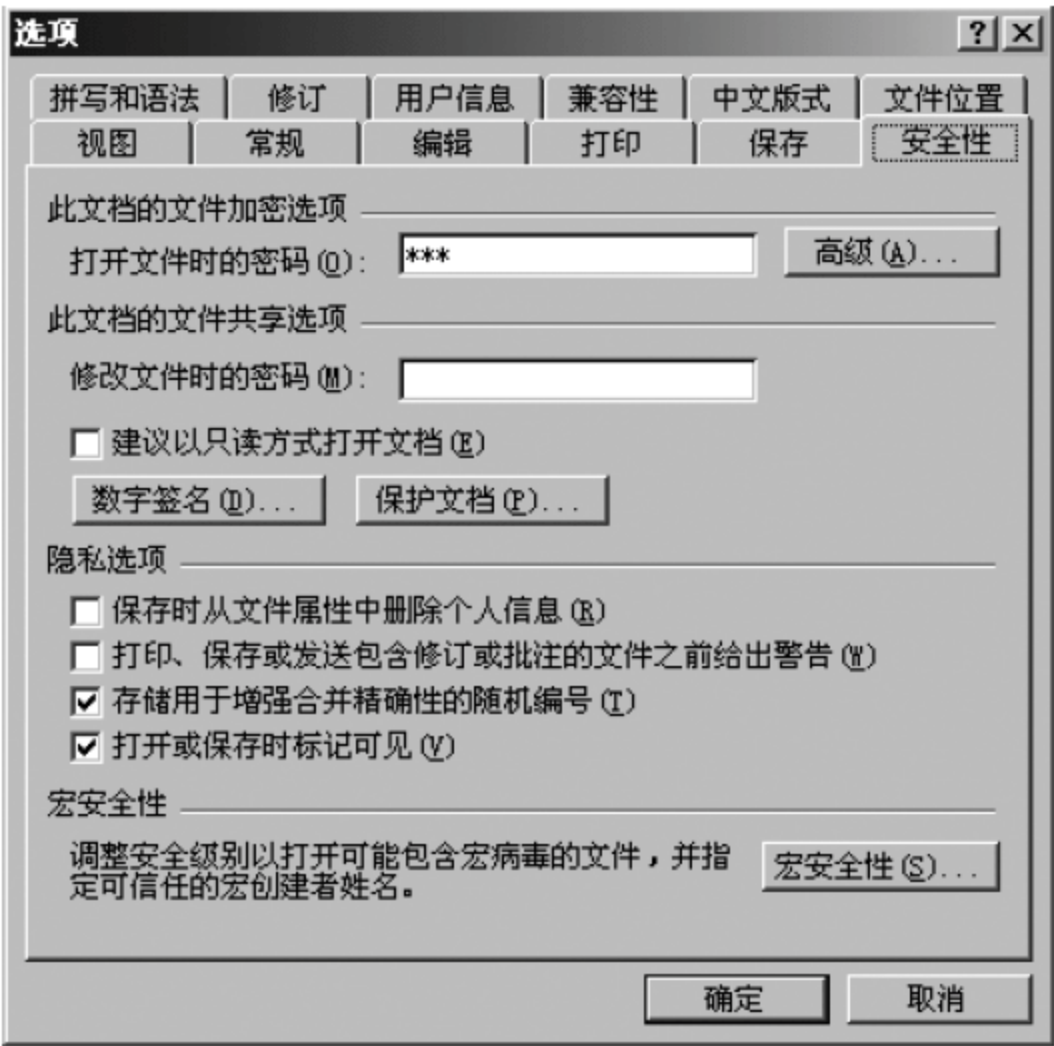 选项
拼写和语法 修订 用户信息 兼容性 中文版式 文件位置
视图 常规 编辑 打印 保存 安全性
此文档的文件加密选项
打开文件时的密码(O): *** 高级(A)...
此文档的文件共享选项
修改文件时的密码(M):
建议以只读方式打开文档(E)
数字签名(D)... 保护文档(P)...
隐私选项
保存时从文件属性中删除个人信息(R)
打印、保存或发送包含修订或批注的文件之前给出警告(W)
存储用于增强合并精确性的随机编号(T)
打开或保存时标记可见(V)
宏安全性
调整安全级别以打开可能包含宏病毒的文件，并指
定可信任的宏创建者姓名。
宏安全性(S)...
确定 取消